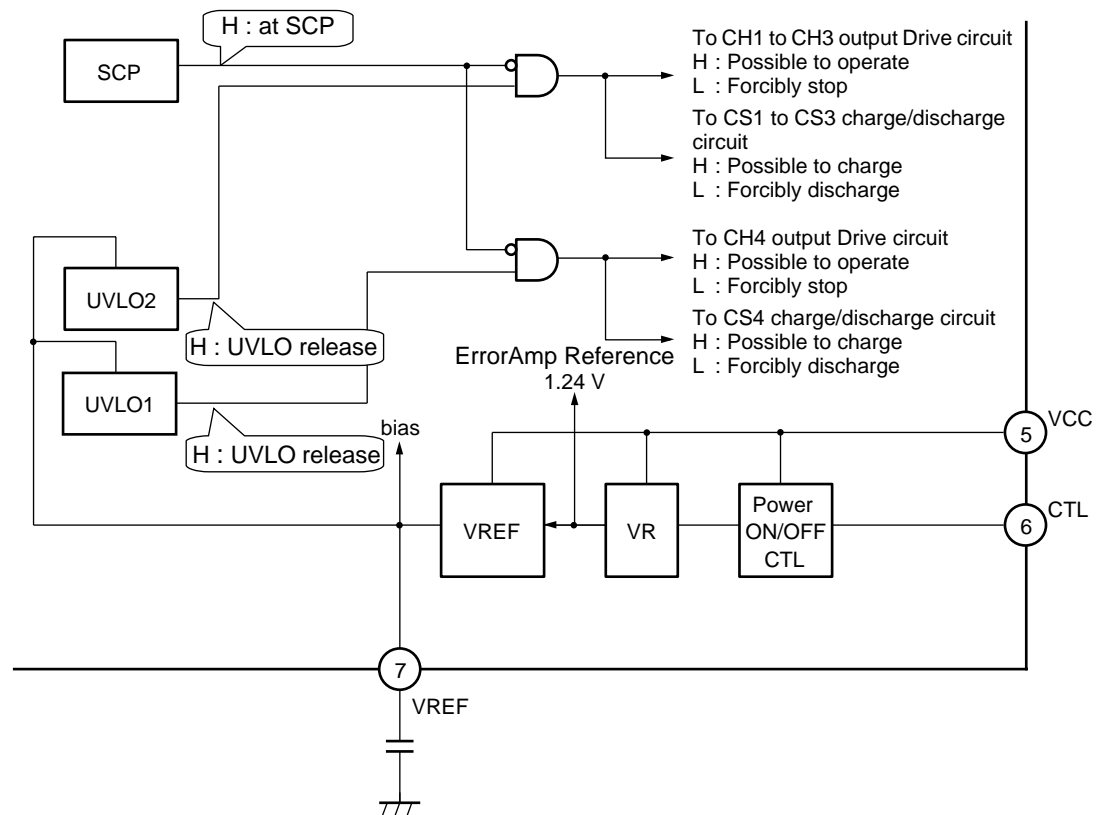 H : at SCP
SCP
To CH1 to CH3 output Drive circuit
H : Possible to operate
L : Forcibly stop
To CS1 to CS3 charge/discharge
circuit
H : Possible to charge
L : Forcibly discharge
To CH4 output Drive circuit
H : Possible to operate
L : Forcibly stop
To CS4 charge/discharge circuit
H : Possible to charge
L : Forcibly discharge
UVLO2
H : UVLO release
UVLO1
H : UVLO release
ErrorAmp Reference
1.24 V
bias
5
VCC
VREF
VR
Power
ON/OFF
CTL
6
CTL
7
VREF